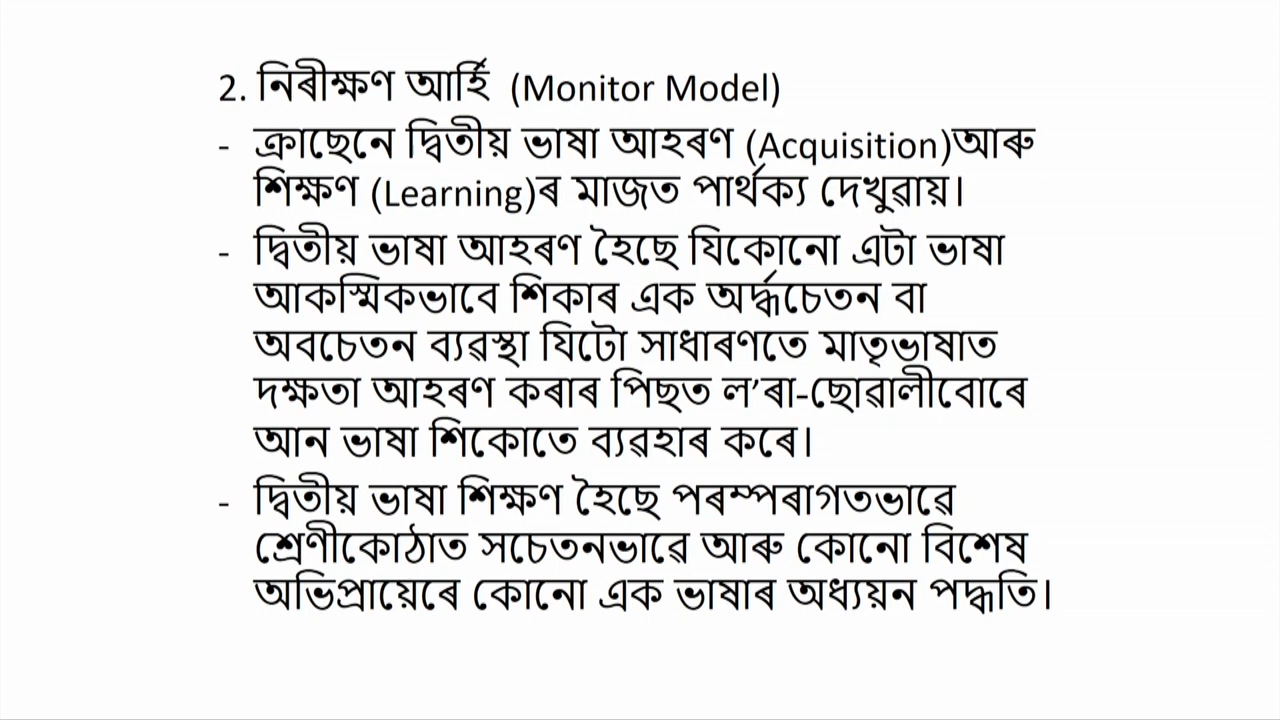 2. নিৰীক্ষণ আৰ্হি (Monitor Model)
- ক্ৰাছেনে দ্বিতীয় ভাষা আহৰণ (Acquisition)আৰু
শিক্ষণ (Learning)ৰ মাজত পাৰ্থক্য দেখুৱায়।
- দ্বিতীয় ভাষা আহৰণ হৈছে যিকোনো এটা ভাষা
আকস্মিকভাবে শিকাৰ এক অৰ্দ্ধচেতন বা
অবচেতন ব্যৱস্থা যিটো সাধাৰণতে মাতৃভাষাত
দক্ষতা আহৰণ কৰাৰ পিছত ল’ৰা-ছোৱালীবোৰে
আন ভাষা শিকোতে ব্যৱহাৰ কৰে।
- দ্বিতীয় ভাষা শিক্ষণ হৈছে পৰম্পৰাগতভাৱে
শ্ৰেণীকোঠাত সচেতনভাৱে আৰু কোনো বিশেষ
অভিপ্ৰায়েৰে কোনো এক ভাষাৰ অধ্যয়ন পদ্ধতি।